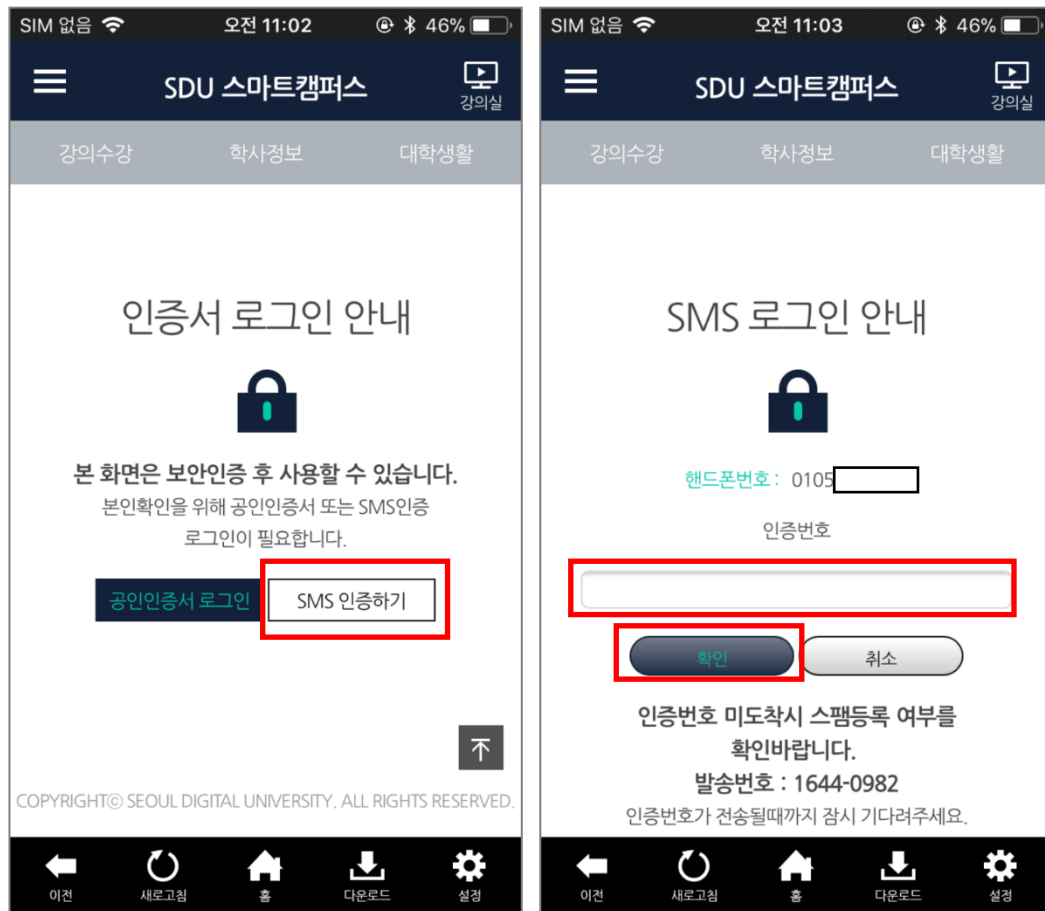 SIM 없음 오전 11:02 46%
SDU 스마트캠퍼스
강의실
강의수강 학사정보 대학생활
인증서 로그인 안내
본 화면은 보안인증 후 사용할 수 있습니다.
본인확인을 위해 공인인증서 또는 SMS인증
로그인이 필요합니다.
공인인증서 로그인 SMS 인증하기
COPYRIGHTⓒ SEOUL DIGITAL UNIVERSITY. ALL RIGHTS RESERVED.
이전 새로고침 홈 다운로드 설정
SIM 없음 오전 11:03 46%
SDU 스마트캠퍼스
강의실
강의수강 학사정보 대학생활
SMS 로그인 안내
핸드폰번호 : 0105
인증번호
확인 취소
인증번호 미도착시 스팸등록 여부를
확인바랍니다.
발송번호 : 1644-0982
인증번호가 전송될때까지 잠시 기다려주세요.
이전 새로고침 홈 다운로드 설정